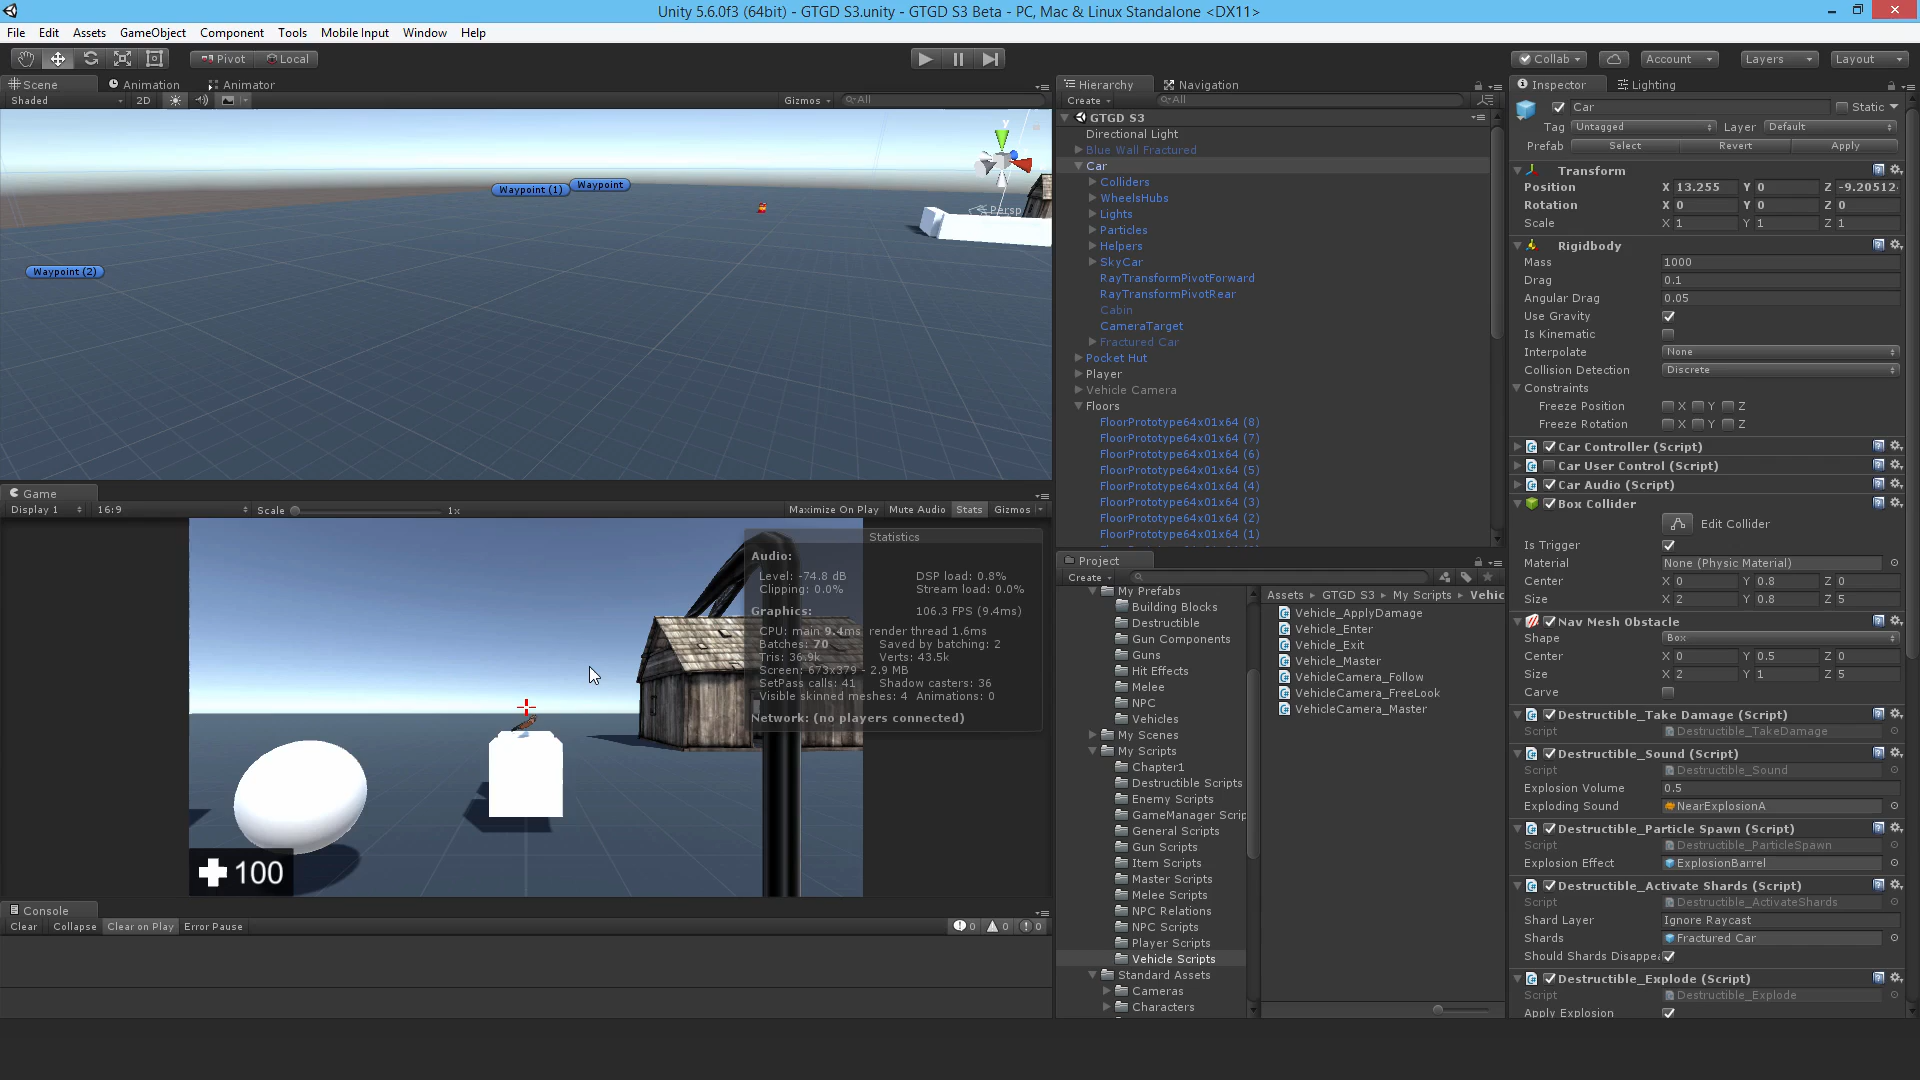 Unity 5.6.0f3 (64bit) - GTGD S3.unity - GTGD S3 Beta - PC, Mac & Linux Standalone <DX11>
File Edit Assets GameObject Component Tools Mobile Input Window Help
Pivot Local Collab Account Layers Layout
Scene Animation Animator
Shaded 2D Gizmos All
Waypoint (1) Waypoint
Waypoint (2)
y
Persp
Game
Display 1 16:9 Scale 1x Maximize On Play Mute Audio Stats Gizmos
Statistics
Audio:
Level: -74.8 dB DSP load: 0.8%
Clipping: 0.0% Stream load: 0.0%
Graphics: 106.3 FPS (9.4ms)
CPU: main 9.4ms render thread 1.6ms
Batches: 70 Saved by batching: 2
Tris: 36.9k Verts: 43.5k
Screen: 673x379 - 2.9 MB
SetPass calls: 41 Shadow casters: 36
Visible skinned meshes: 4 Animations: 0
Network: (no players connected)
100
Console
Clear Collapse Clear on Play Error Pause 0 0 0
Hierarchy Navigation
Create All
GTGD S3
Directional Light
Blue Wall Fractured
Car
Colliders
WheelsHubs
Lights
Particles
Helpers
SkyCar
RayTransformPivotForward
RayTransformPivotRear
Cabin
CameraTarget
Fractured Car
Pocket Hut
Player
Vehicle Camera
Floors
FloorPrototype64x01x64 (8)
FloorPrototype64x01x64 (7)
FloorPrototype64x01x64 (6)
FloorPrototype64x01x64 (5)
FloorPrototype64x01x64 (4)
FloorPrototype64x01x64 (3)
FloorPrototype64x01x64 (2)
FloorPrototype64x01x64 (1)
Project
Create
My Prefabs
Building Blocks
Destructible
Gun Components
Guns
Hit Effects
Melee
NPC
Vehicles
My Scenes
My Scripts
Chapter1
Destructible Scripts
Enemy Scripts
GameManager Scrip
General Scripts
Gun Scripts
Item Scripts
Master Scripts
Melee Scripts
NPC Relations
NPC Scripts
Player Scripts
Vehicle Scripts
Standard Assets
Cameras
Characters
Assets GTGD S3 My Scripts Vehic
Vehicle_ApplyDamage
Vehicle_Enter
Vehicle_Exit
Vehicle_Master
VehicleCamera_Follow
VehicleCamera_FreeLook
VehicleCamera_Master
Inspector Lighting
Car Static
Tag Untagged Layer Default
Prefab Select Revert Apply
Transform
Position X 13.255 Y 0 Z -9.20512
Rotation X 0 Y 0 Z 0
Scale X 1 Y 1 Z 1
Rigidbody
Mass 1000
Drag 0.1
Angular Drag 0.05
Use Gravity
Is Kinematic
Interpolate None
Collision Detection Discrete
Constraints
Freeze Position X Y Z
Freeze Rotation X Y Z
Car Controller (Script)
Car User Control (Script)
Car Audio (Script)
Box Collider
Edit Collider
Is Trigger
Material None (Physic Material)
Center X 0 Y 0.8 Z 0
Size X 2 Y 0.8 Z 5
Nav Mesh Obstacle
Shape Box
Center X 0 Y 0.5 Z 0
Size X 2 Y 1 Z 5
Carve
Destructible_Take Damage (Script)
Script Destructible_TakeDamage
Destructible_Sound (Script)
Script Destructible_Sound
Explosion Volume 0.5
Exploding Sound NearExplosionA
Destructible_Particle Spawn (Script)
Script Destructible_ParticleSpawn
Explosion Effect ExplosionBarrel
Destructible_Activate Shards (Script)
Script Destructible_ActivateShards
Shard Layer Ignore Raycast
Shards Fractured Car
Should Shards Disappe
Destructible_Explode (Script)
Script Destructible_Explode
Apply Explosion